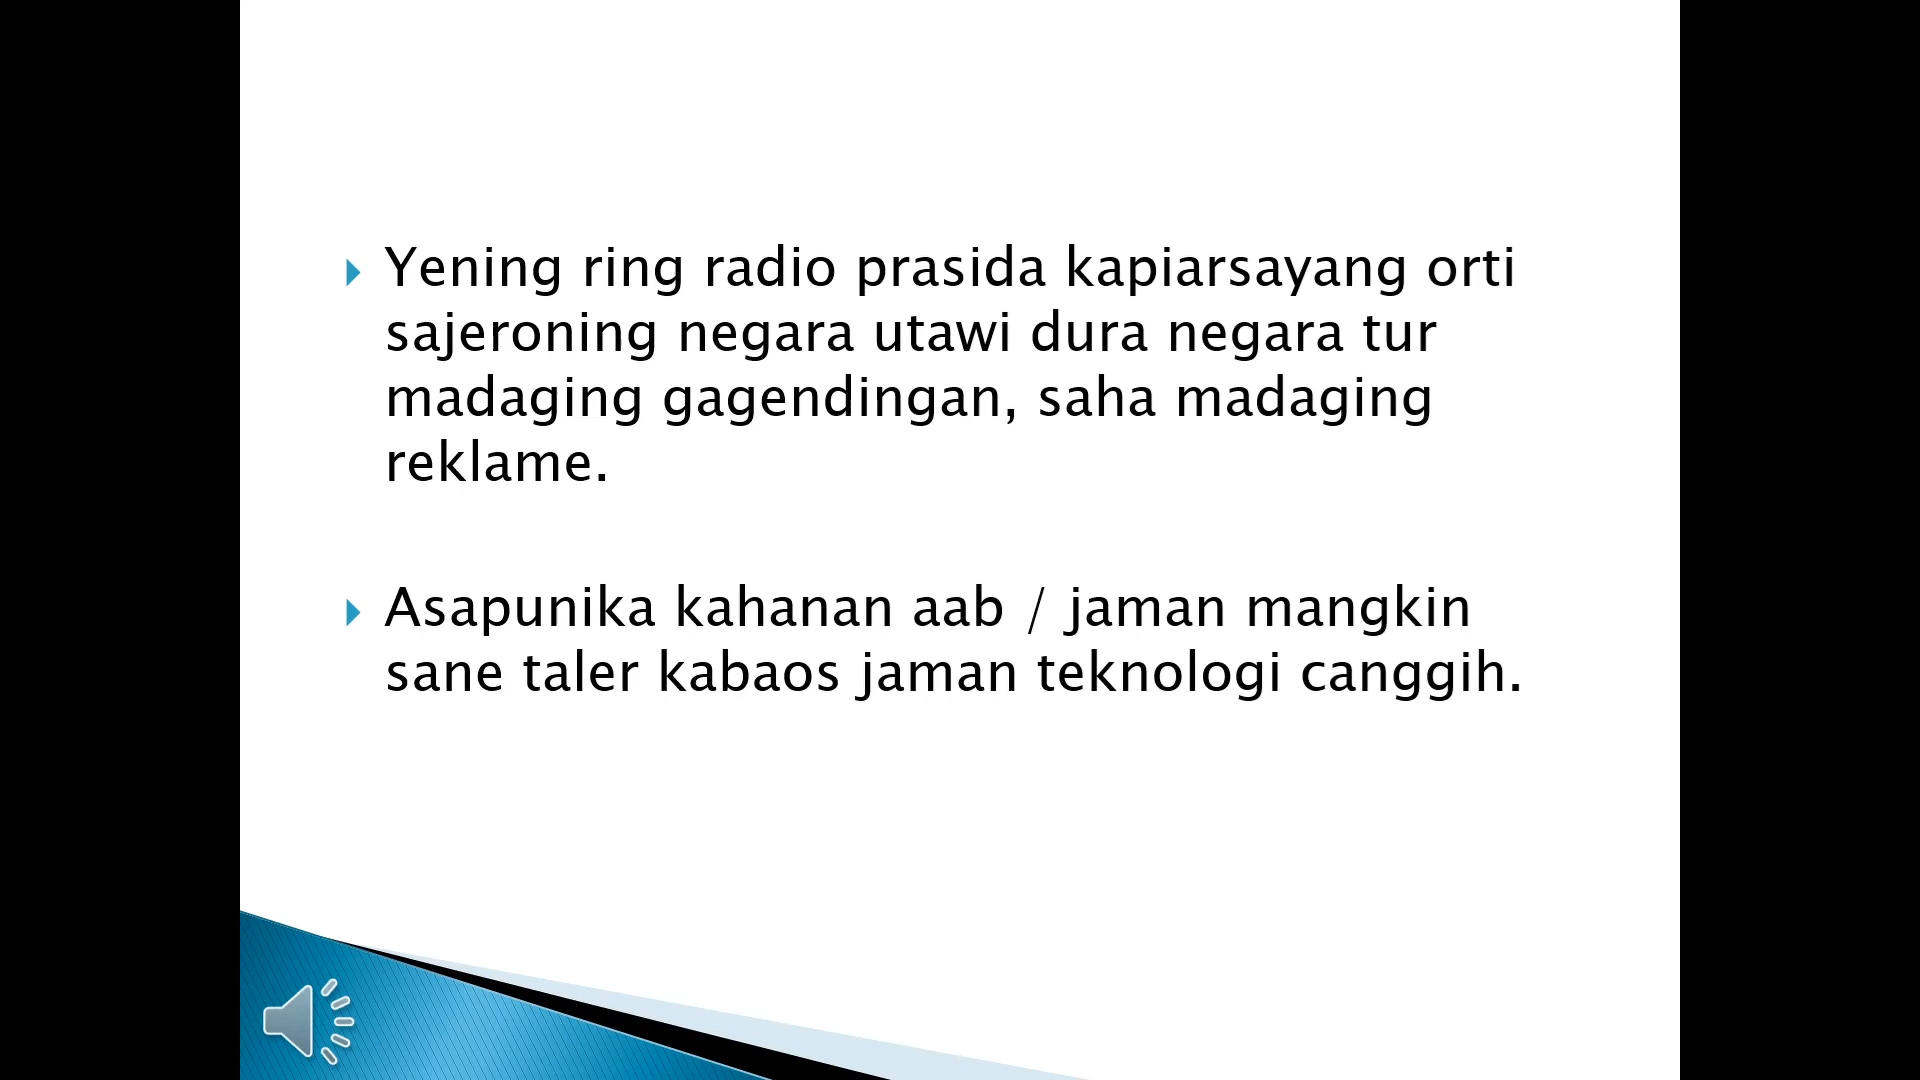 Yening ring radio prasida kapiarsayang orti
sajeroning negara utawi dura negara tur
madaging gagendingan, saha madaging
reklame.
Asapunika kahanan aab / jaman mangkin
sane taler kabaos jaman teknologi canggih.